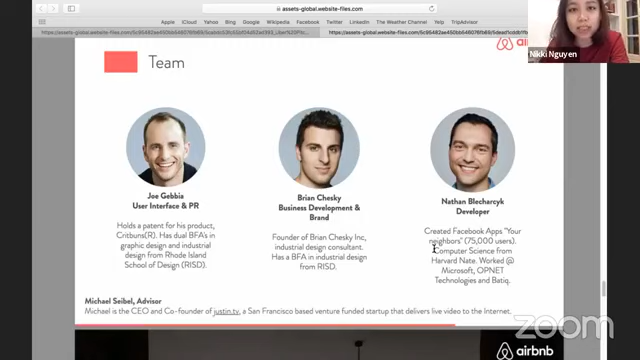 assets-global.website-files.com
Apple iCloud Yahoo Bing Google Wikipedia Facebook Twitter LinkedIn The Weather Channel Yelp TripAdvisor
Team
Nikki Nguyen
Joe Gebbia
User Interface & PR
Holds a patent for his product,
Critbuns(R). Has dual BFA's in
graphic design and industrial
design from Rhode Island
School of Design (RISD).
Brian Chesky
Business Development &
Brand
Founder of Brian Chesky Inc,
industrial design consultant.
Has a BFA in industrial design
from RISD.
Nathan Blecharcyk
Developer
Created Facebook Apps "Your
neighbors" (75,000 users).
Computer Science from
Harvard Nate. Worked @
Microsoft, OPNET
Technologies and Batiq.
Michael Seibel, Advisor
Michael is the CEO and Co-founder of justin.tv, a San Francisco based venture funded startup that delivers live video to the Internet.
zoom
airbnb